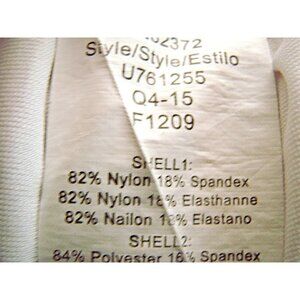 Style/Style/Estilo
U761255
Q4-15
F1209
SHELL1:
82% Nylon 18% Spandex
82% Nylon 18% Elasthanne
82% Nailon 18% Elastano
SHELL2:
84% Polyester 16% Spandex